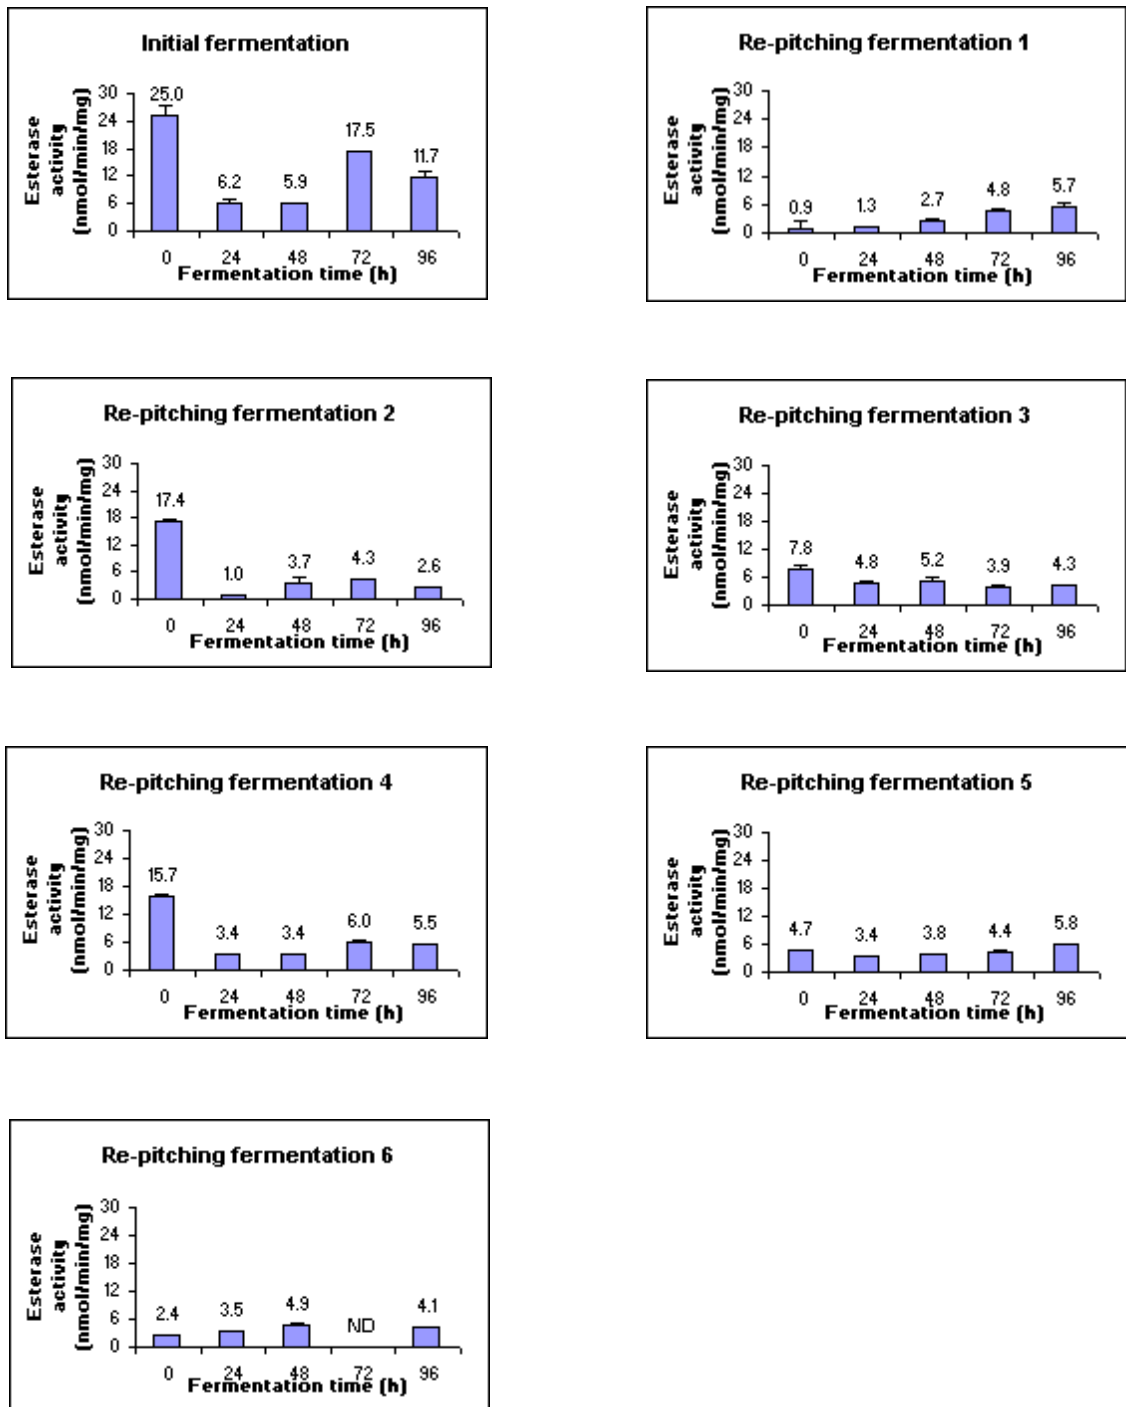 Initial fermentation
Esterase
activity
(nmol/min/mg)
30
24
18
12
6
0
25.0
6.2
5.9
17.5
11.7
0 24 48 72 96
Fermentation time (h)
Re-pitching fermentation 1
Esterase
activity
(nmol/min/mg)
30
24
18
12
6
0
0.9
1.3
2.7
4.8
5.7
0 24 48 72 96
Fermentation time (h)
Re-pitching fermentation 2
Esterase
activity
(nmol/min/mg)
30
24
18
12
6
0
17.4
1.0
3.7
4.3
2.6
0 24 48 72 96
Fermentation time (h)
Re-pitching fermentation 3
Esterase
activity
(nmol/min/mg)
30
24
18
12
6
0
7.8
4.8
5.2
3.9
4.3
0 24 48 72 96
Fermentation time (h)
Re-pitching fermentation 4
Esterase
activity
(nmol/min/mg)
30
24
18
12
6
0
15.7
3.4
3.4
6.0
5.5
0 24 48 72 96
Fermentation time (h)
Re-pitching fermentation 5
Esterase
activity
(nmol/min/mg)
30
24
18
12
6
0
4.7
3.4
3.8
4.4
5.8
0 24 48 72 96
Fermentation time (h)
Re-pitching fermentation 6
Esterase
activity
(nmol/min/mg)
30
24
18
12
6
0
2.4
3.5
4.9
ND
4.1
0 24 48 72 96
Fermentation time (h)